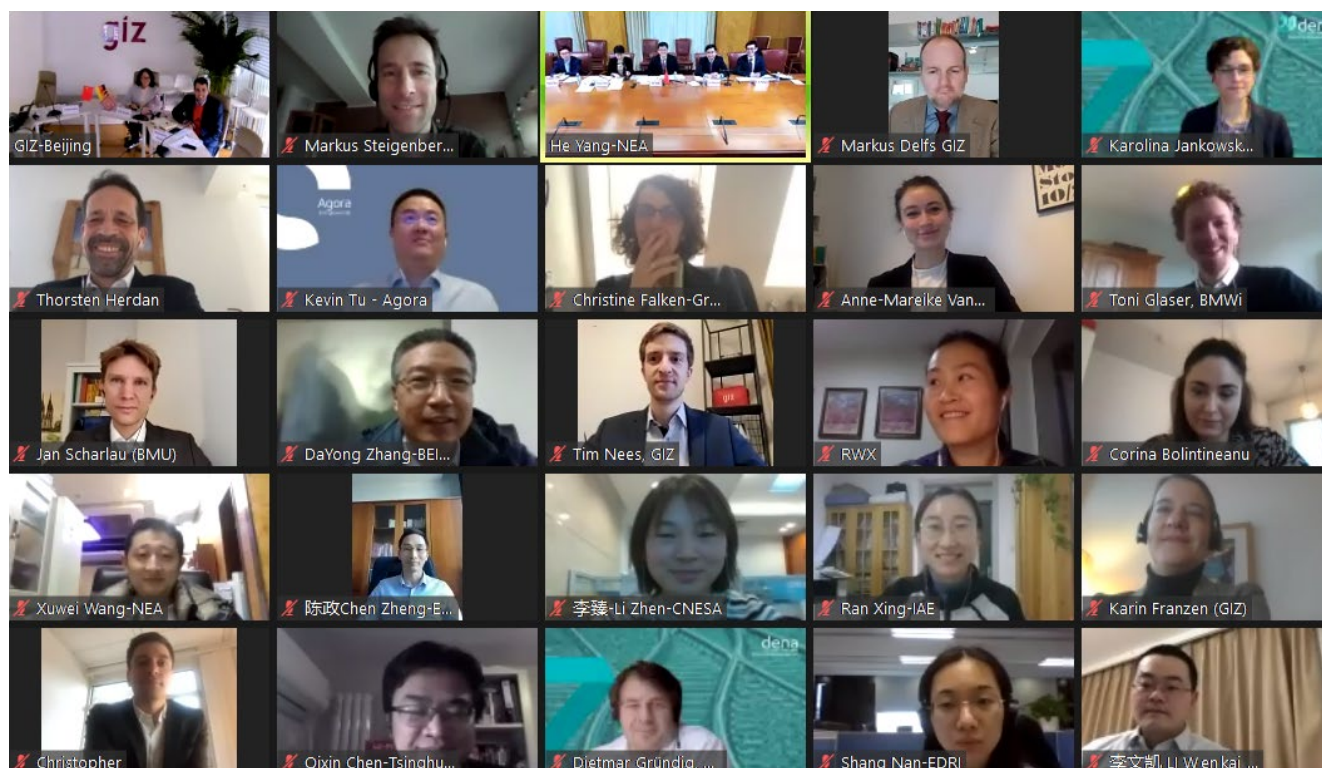 giz
dena
GIZ-Beijing
Markus Steigenber...
He Yang-NEA
Markus Delfs GIZ
Karolina Jankowsk...
Agora
Thorsten Herdan
Kevin Tu - Agora
Christine Falken-Gr...
Anne-Mareike Van...
10/
Toni Glaser, BMWi
giz
Jan Scharlau (BMU)
DaYong Zhang-BEI...
Tim Nees, GIZ
RWX
Corina Bolintineanu
Xuwei Wang-NEA
陈政Chen Zheng-E...
李臻-Li Zhen-CNESA
Ran Xing-IAE
Karin Franzen (GIZ)
dena
Christopher
Qixin Chen-Tsinghu...
Dietmar Gründig, ...
Shang Nan-EDRI
李文凯 LI Wenkai ...